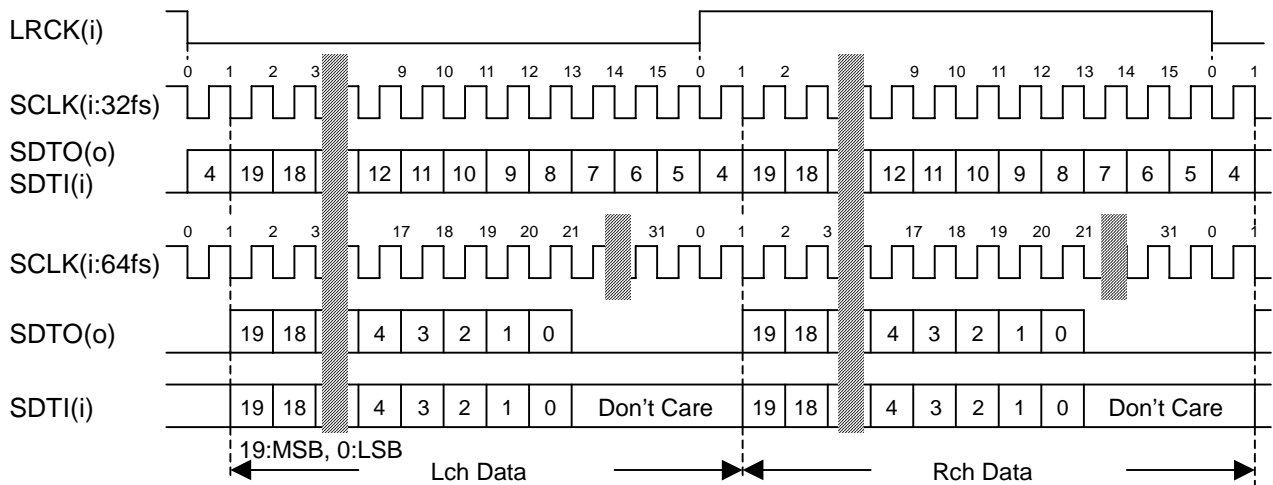 LRCK(i)
0 1 2 3 9 10 11 12 13 14 15 0 1 2 9 10 11 12 13 14 15 0 1
SCLK(i:32fs)
SDTO(o)
SDTI(i)
4 19 18 12 11 10 9 8 7 6 5 4 19 18 12 11 10 9 8 7 6 5 4
0 1 2 3 17 18 19 20 21 31 0 1 2 3 17 18 19 20 21 31 0 1
SCLK(i:64fs)
SDTO(o) 19 18 4 3 2 1 0 19 18 4 3 2 1 0
SDTI(i) 19 18 4 3 2 1 0 Don't Care 19 18 4 3 2 1 0 Don't Care
19:MSB, 0:LSB
Lch Data Rch Data